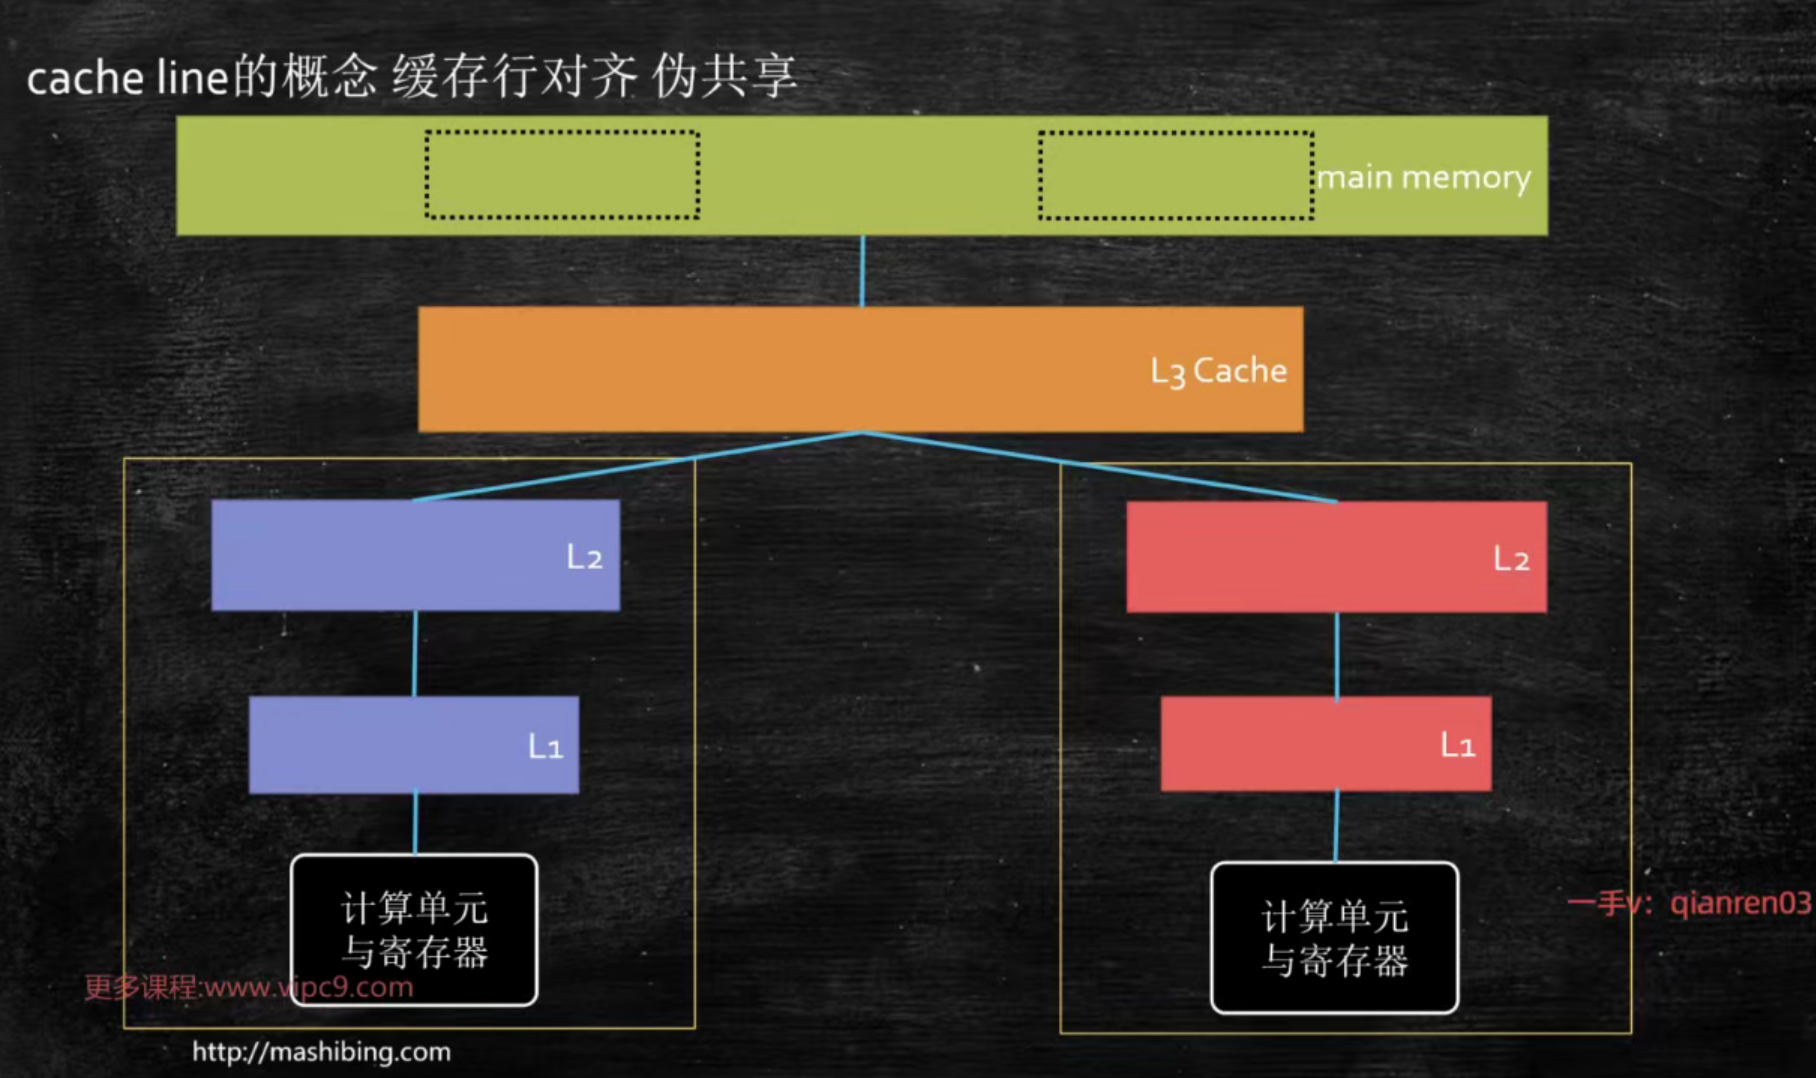 cache line的概念 缓存行对齐 伪共享
main memory
L3 Cache
L2
L2
L1
L1
计算单元
与寄存器
计算单元
与寄存器
一手v：qianren03
更多课程:www.vipc9.com
http://mashibing.com